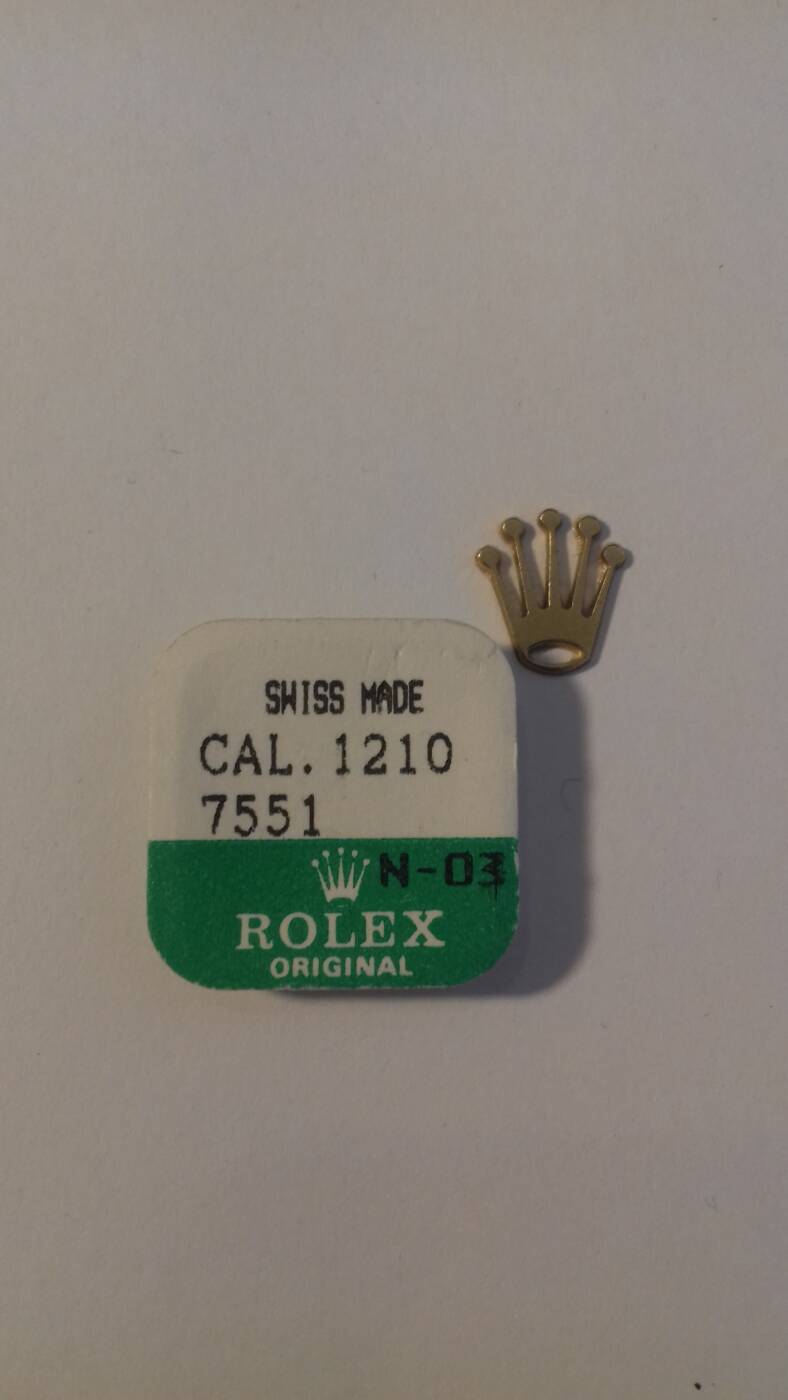 SWISS MADE
CAL. 1210
7551
N-03
ROLEX
ORIGINAL